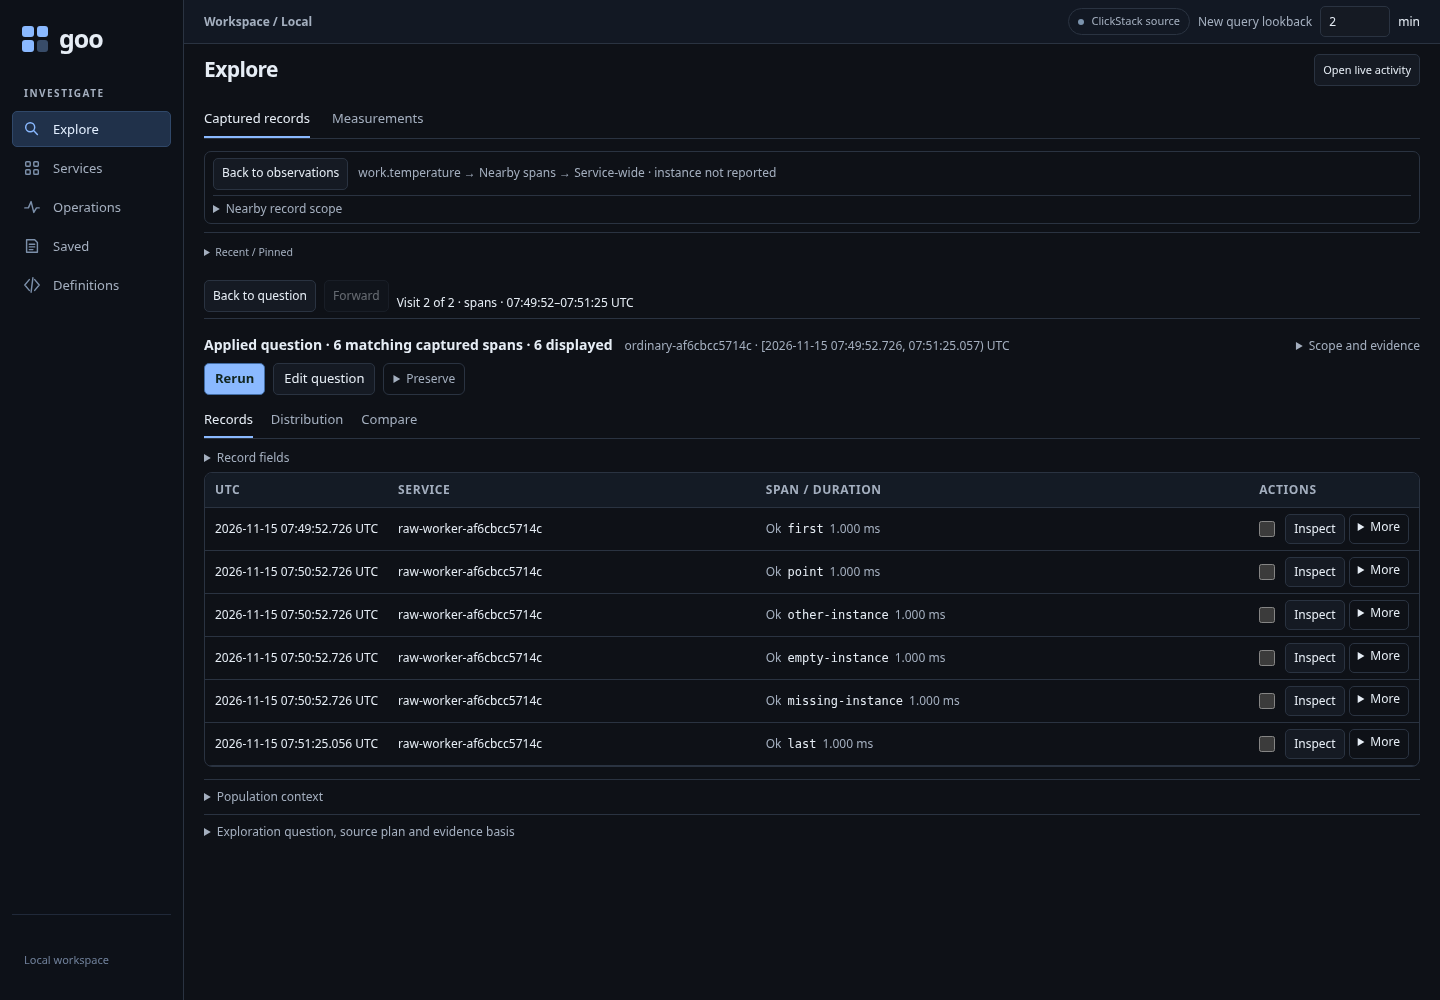 goo
INVESTIGATE
Explore
Services
Operations
Saved
Definitions
Local workspace
Workspace / Local
ClickStack source
New query lookback
2
min
Explore
Open live activity
Captured records
Measurements
Back to observations
work.temperature → Nearby spans → Service-wide · instance not reported
Nearby record scope
Recent / Pinned
Back to question
Forward
Visit 2 of 2 · spans · 07:49:52–07:51:25 UTC
Applied question · 6 matching captured spans · 6 displayed
ordinary-af6cbcc5714c · [2026-11-15 07:49:52.726, 07:51:25.057) UTC
Scope and evidence
Rerun
Edit question
Preserve
Records
Distribution
Compare
Record fields
UTC SERVICE SPAN / DURATION ACTIONS
2026-11-15 07:49:52.726 UTC raw-worker-af6cbcc5714c Ok first 1.000 ms Inspect More
2026-11-15 07:50:52.726 UTC raw-worker-af6cbcc5714c Ok point 1.000 ms Inspect More
2026-11-15 07:50:52.726 UTC raw-worker-af6cbcc5714c Ok other-instance 1.000 ms Inspect More
2026-11-15 07:50:52.726 UTC raw-worker-af6cbcc5714c Ok empty-instance 1.000 ms Inspect More
2026-11-15 07:50:52.726 UTC raw-worker-af6cbcc5714c Ok missing-instance 1.000 ms Inspect More
2026-11-15 07:51:25.056 UTC raw-worker-af6cbcc5714c Ok last 1.000 ms Inspect More
Population context
Exploration question, source plan and evidence basis